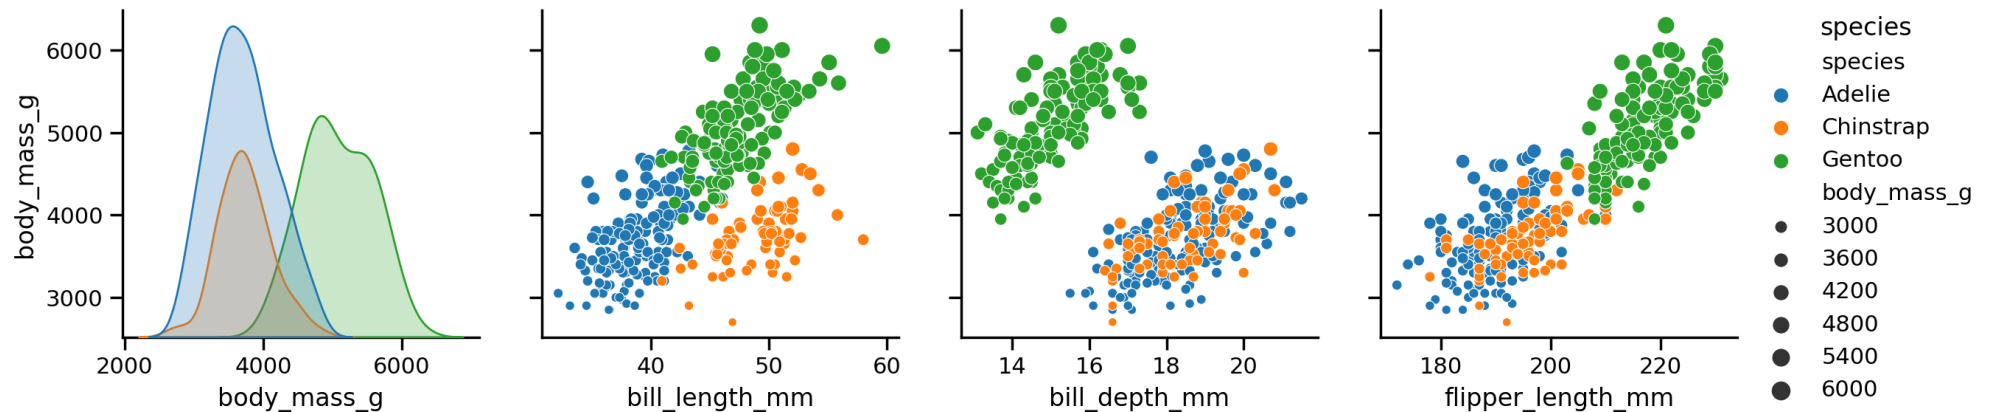 body_mass_g
6000
5000
4000
3000
2000 4000 6000
body_mass_g
40 50 60
bill_length_mm
14 16 18 20
bill_depth_mm
180 200 220
flipper_length_mm
species
species
Adelie
Chinstrap
Gentoo
body_mass_g
3000
3600
4200
4800
5400
6000